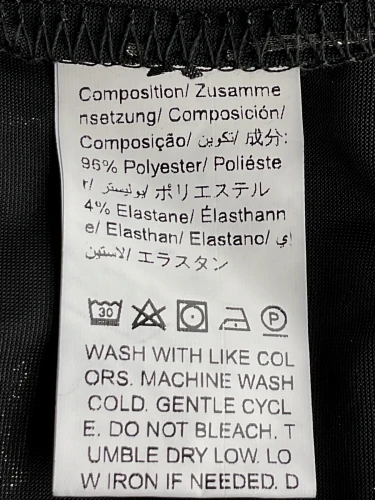 Composition/ Zusamme
nsetzung/ Composición/
Composição/ تكوين/ 成分:
96% Polyester/ Poliéste
r/ بوليستر/ ポリエステル
4% Elastane/ Élasthann
e/ Elasthan/ Elastano/ إي
لاستين/ エラスタン
30 P
WASH WITH LIKE COL
ORS. MACHINE WASH
COLD. GENTLE CYCL
E. DO NOT BLEACH. T
UMBLE DRY LOW. LO
W IRON IF NEEDED. D